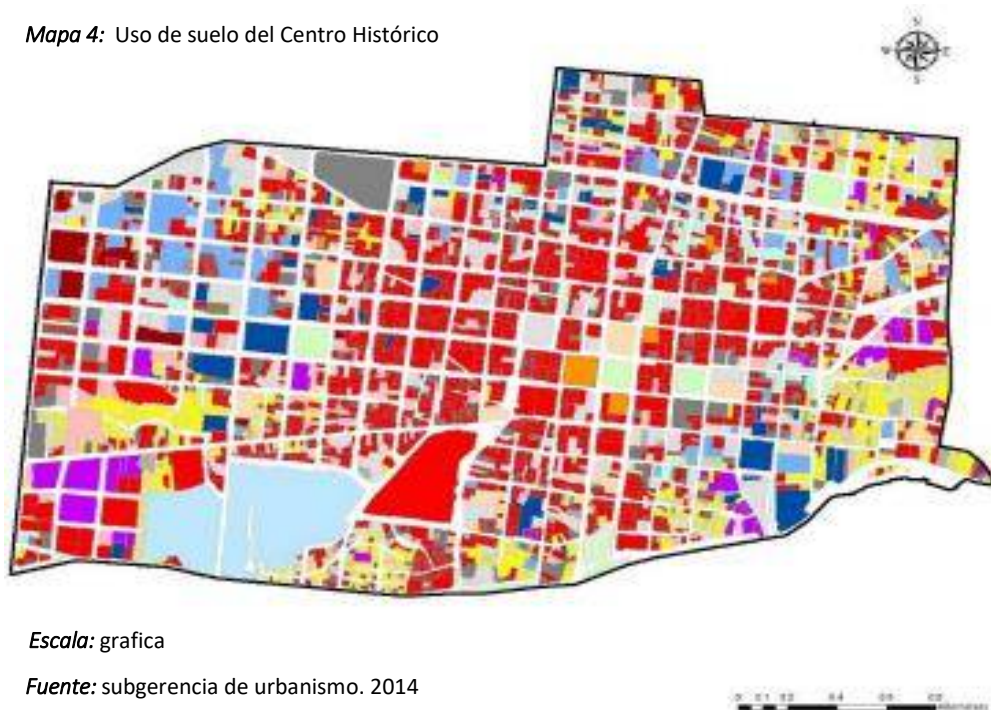 Mapa 4: Uso de suelo del Centro Histórico
N
E
S
Escala: grafica
Fuente: subgerencia de urbanismo. 2014